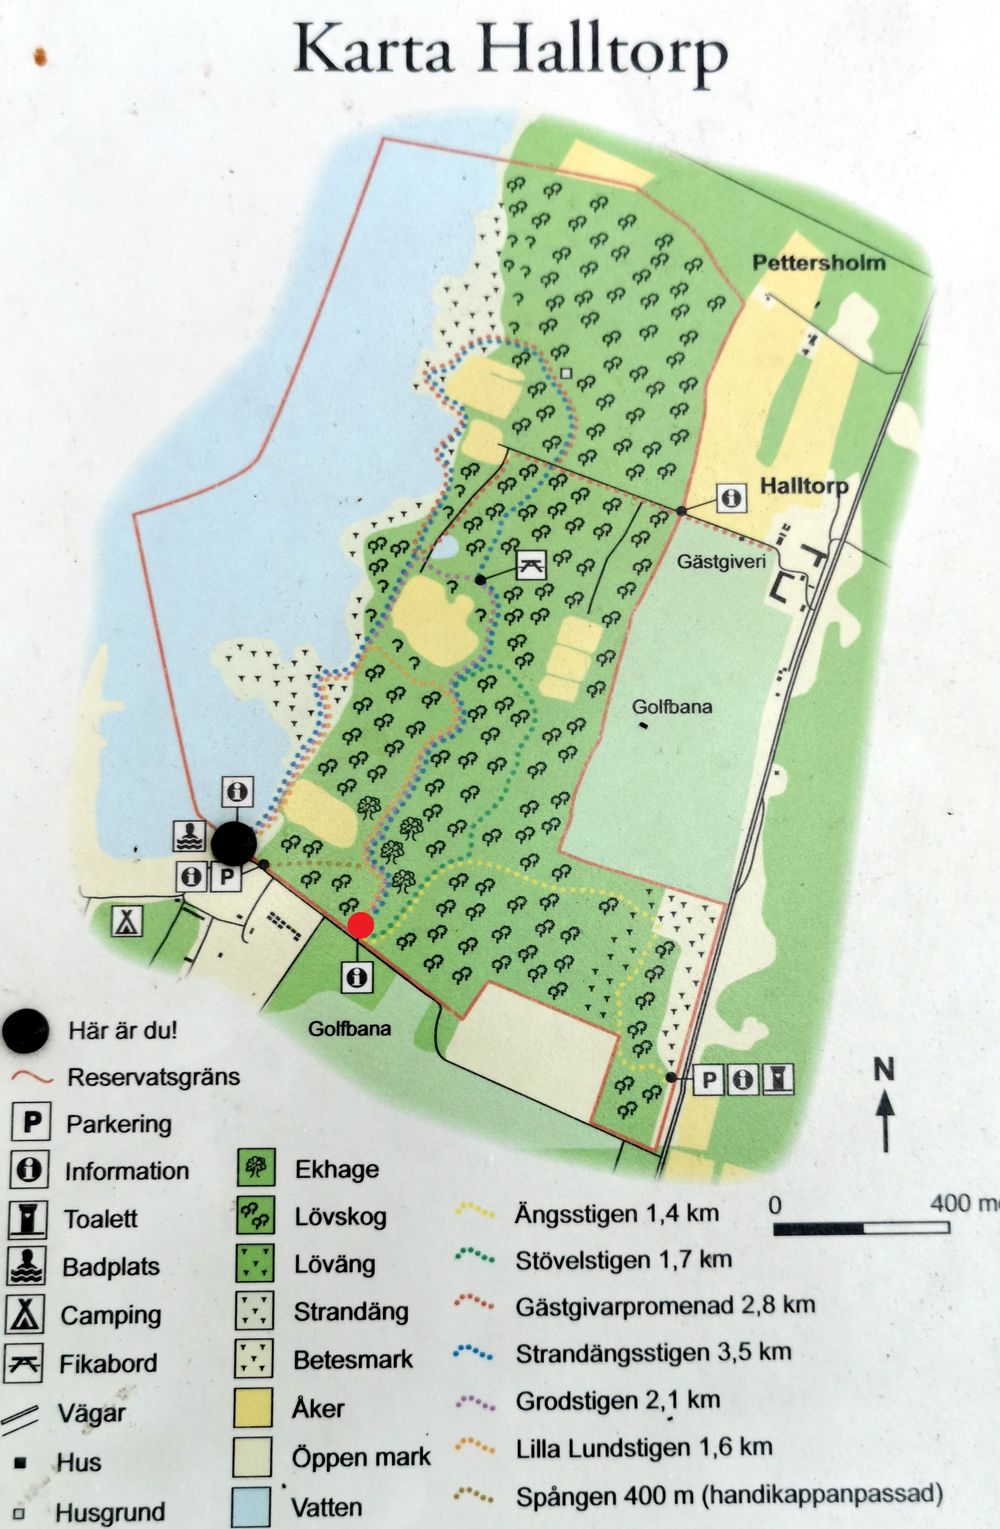 Karta Halltorp
Pettersholm
Halltorp
Gästgiveri
Golfbana
P
Golfbana
P
N
0 400 me
Här är du!
Reservatsgräns
P Parkering
Information
Toalett
Badplats
Camping
Fikabord
Vägar
Hus
Husgrund
Ekhage
Lövskog
Löväng
Strandäng
Betesmark
Åker
Öppen mark
Vatten
Ängsstigen 1,4 km
Stövelstigen 1,7 km
Gästgivarpromenad 2,8 km
Strandängsstigen 3,5 km
Grodstigen 2,1 km
Lilla Lundstigen 1,6 km
Spången 400 m (handikappanpassad)